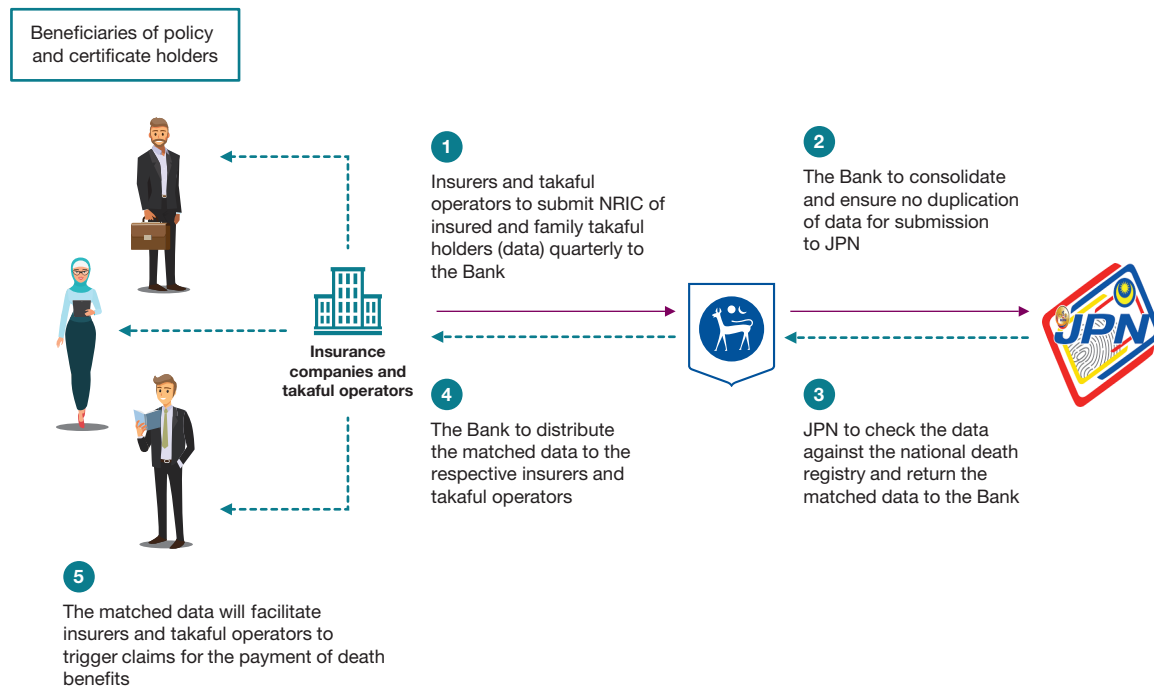 Beneficiaries of policy
and certificate holders
1
Insurers and takaful
operators to submit NRIC of
insured and family takaful
holders (data) quarterly to
the Bank
2
The Bank to consolidate
and ensure no duplication
of data for submission
to JPN
Insurance
companies and
takaful operators
JPN
4
The Bank to distribute
the matched data to the
respective insurers and
takaful operators
3
JPN to check the data
against the national death
registry and return the
matched data to the Bank
5
The matched data will facilitate
insurers and takaful operators to
trigger claims for the payment of death
benefits